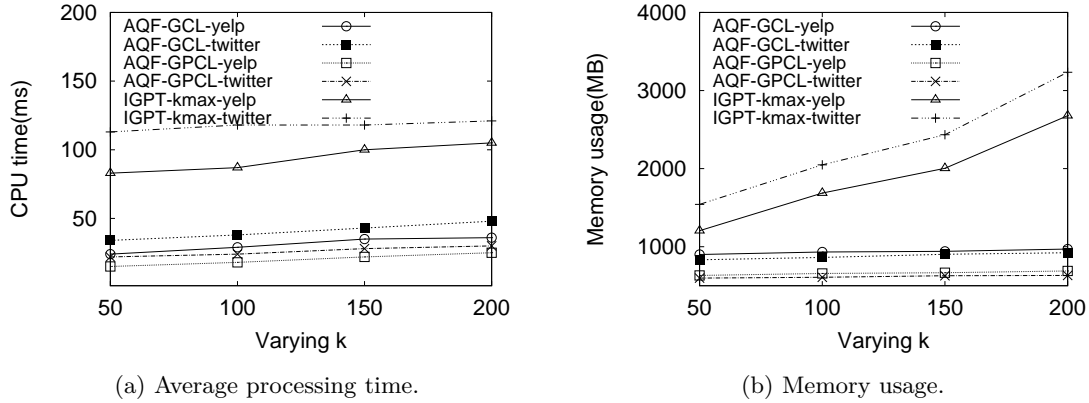 200
150
100
50
CPU time(ms)
AQF-GCL-yelp
AQF-GCL-twitter
AQF-GPCL-yelp
AQF-GPCL-twitter
IGPT-kmax-yelp
IGPT-kmax-twitter
50 100 150 200
Varying k
(a) Average processing time.
4000
3000
2000
1000
Memory usage(MB)
AQF-GCL-yelp
AQF-GCL-twitter
AQF-GPCL-yelp
AQF-GPCL-twitter
IGPT-kmax-yelp
IGPT-kmax-twitter
50 100 150 200
Varying k
(b) Memory usage.